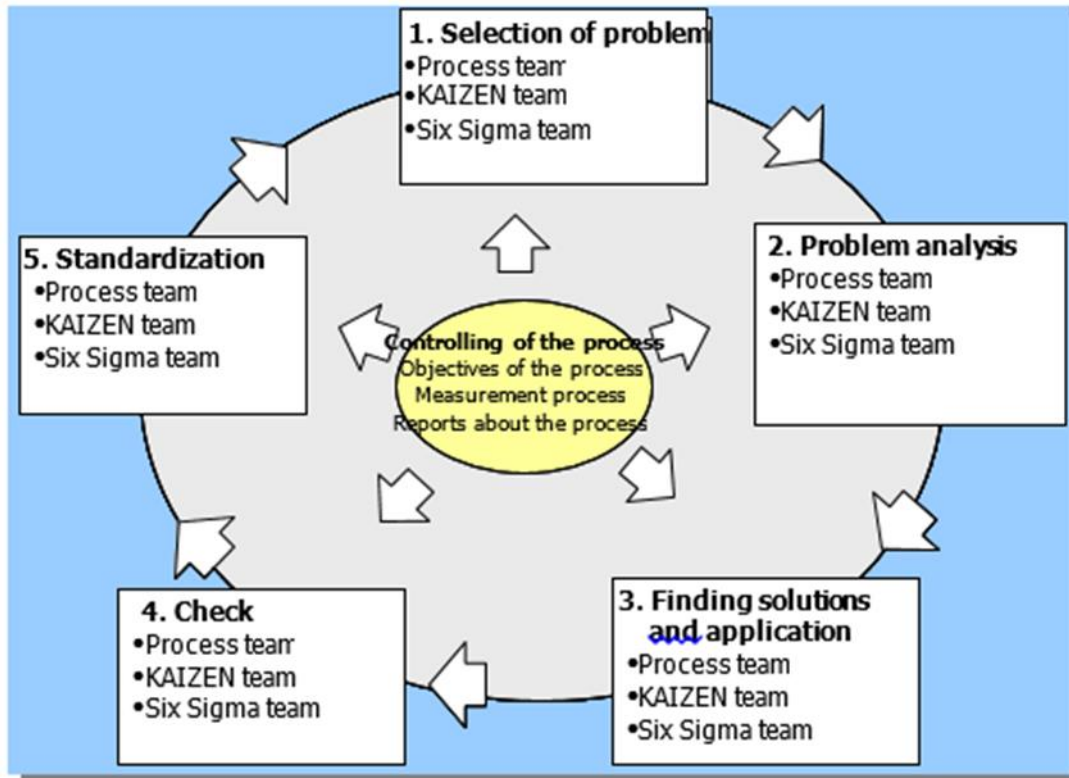 1. Selection of problem
•Process team
•KAIZEN team
•Six Sigma team
2. Problem analysis
•Process team
•KAIZEN team
•Six Sigma team
3. Finding solutions
and application
•Process team
•KAIZEN team
•Six Sigma team
4. Check
•Process team
•KAIZEN team
•Six Sigma team
5. Standardization
•Process team
•KAIZEN team
•Six Sigma team
Controlling of the process
Objectives of the process
Measurement process
Reports about the process